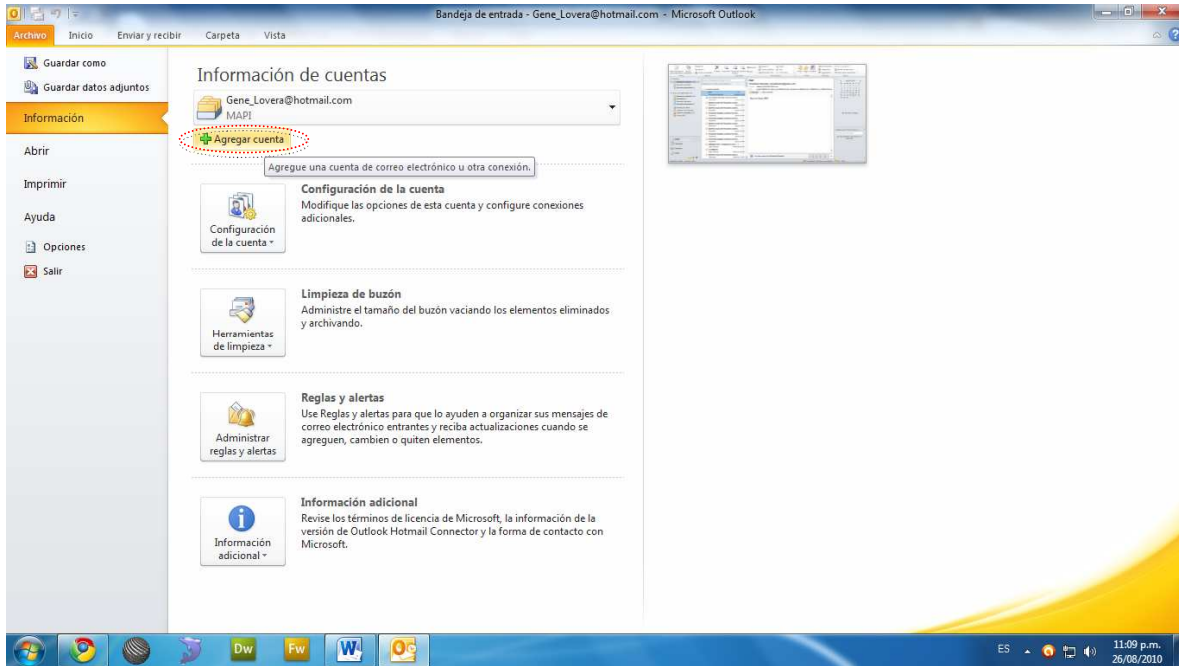 Bandeja de entrada - Gene_Lovera@hotmail.com - Microsoft Outlook
Archivo Inicio Enviar y recibir Carpeta Vista
Guardar como
Guardar datos adjuntos
Información
Abrir
Imprimir
Ayuda
Opciones
Salir
Información de cuentas
Gene_Lovera@hotmail.com
MAPI
Agregar cuenta
Agregue una cuenta de correo electrónico u otra conexión.
Configuración
de la cuenta
Configuración de la cuenta
Modifique las opciones de esta cuenta y configure conexiones
adicionales.
Herramientas
de limpieza
Limpieza de buzón
Administre el tamaño del buzón vaciando los elementos eliminados
y archivando.
Administrar
reglas y alertas
Reglas y alertas
Use Reglas y alertas para que lo ayuden a organizar sus mensajes de
correo electrónico entrantes y reciba actualizaciones cuando se
agreguen, cambien o quiten elementos.
Información
adicional
Información adicional
Revise los términos de licencia de Microsoft, la información de la
versión de Outlook Hotmail Connector y la forma de contacto con
Microsoft.
Dw
Fw
W
ES
11:09 p.m.
26/08/2010